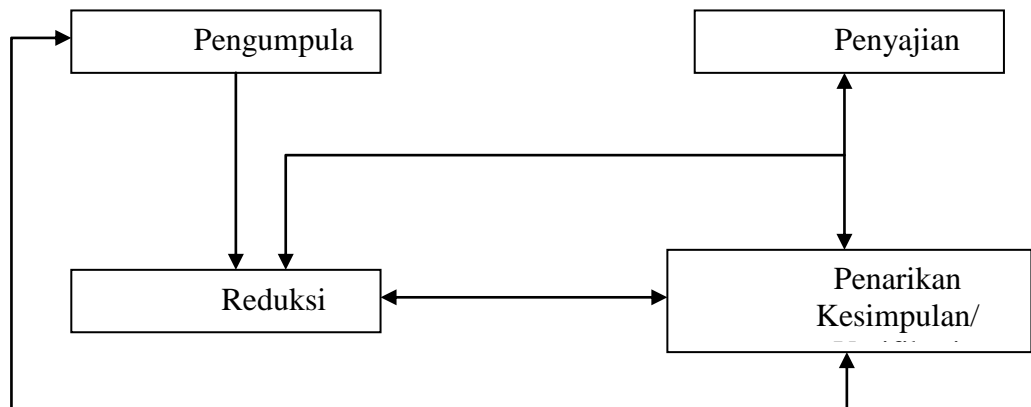 Pengumpula
Penyajian
Reduksi
Penarikan
Kesimpulan/